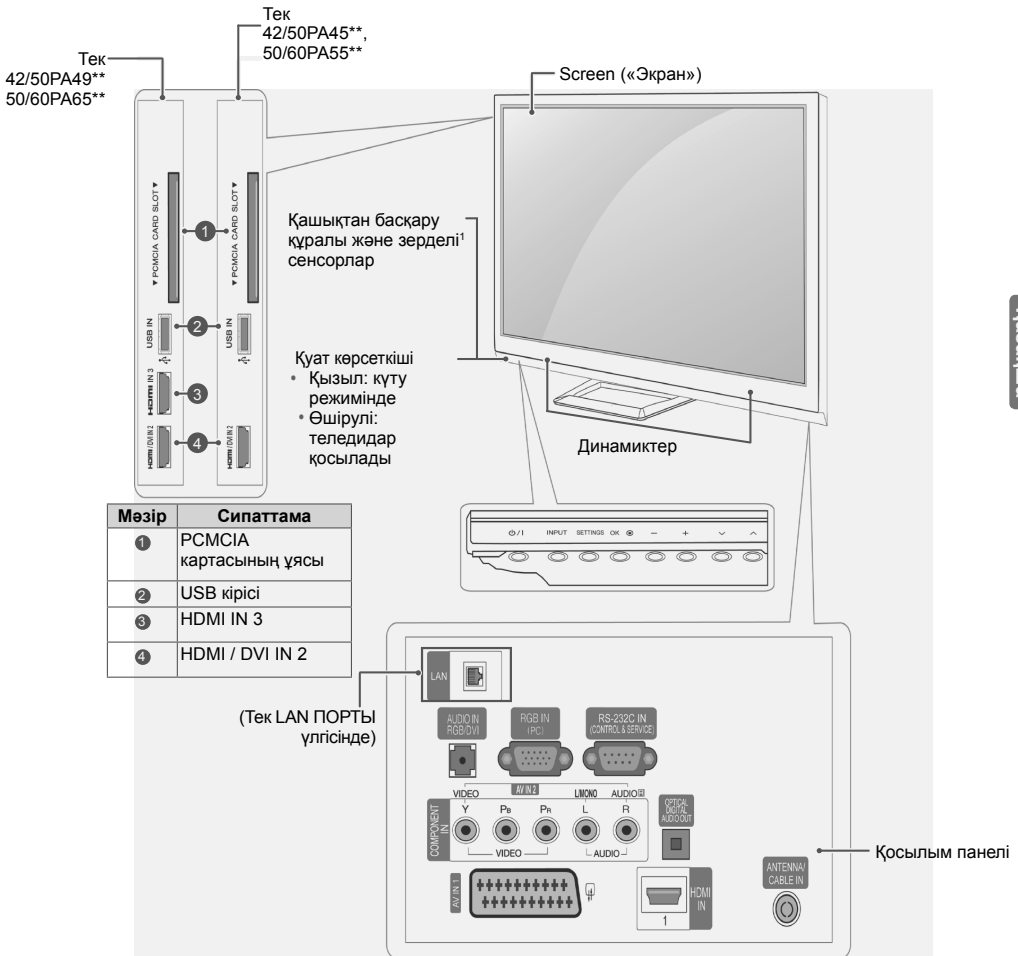 Тек
42/50PA45**,
50/60PA55**
Тек
42/50PA49**
50/60PA65**
Screen («Экран»)
▼ PCMCIA CARD SLOT ▼
▼ PCMCIA CARD SLOT ▼
1
USB IN
USB IN
2
HDMI IN 3
3
HDMI / DVI IN 2
HDMI / DVI IN 2
4
Қашықтан басқару
құралы және зерделі¹
сенсорлар
Қуат көрсеткіші
• Қызыл: күту
режимінде
• Өшірулі:
теледидар
қосылады
Динамиктер
⏻ / I INPUT SETTINGS OK − +
Мәзір Сипаттама
1 PCMCIA
картасының ұясы
2 USB кірісі
3 HDMI IN 3
4 HDMI / DVI IN 2
(Тек LAN ПОРТЫ
үлгісінде)
LAN
AUDIO IN
RGB/DVI
RGB IN
(PC)
RS-232C IN
(CONTROL & SERVICE)
AV IN 2
VIDEO L/MONO AUDIO R
COMPONENT
IN
Y PB PR L R
VIDEO AUDIO
OPTICAL
DIGITAL
AUDIO OUT
AV IN 1
HDMI
IN
1
ANTENNA/
CABLE IN
Қосылым панелі